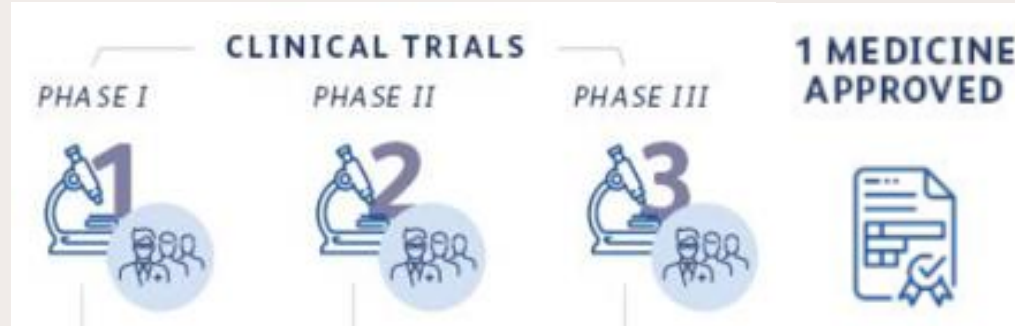 CLINICAL TRIALS
PHASE I
PHASE II
PHASE III
1 MEDICINE
APPROVED
1
2
3